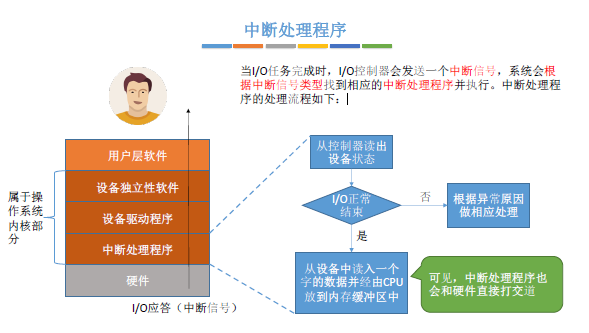 中断处理程序
当I/O任务完成时，I/O控制器会发送一个中断信号，系统会根
据中断信号类型找到相应的中断处理程序并执行。中断处理程
序的处理流程如下：
用户层软件
设备独立性软件
设备驱动程序
中断处理程序
硬件
属于操
作系统
内核部
分
I/O应答（中断信号）
从控制器读出
设备状态
I/O正常
结束
否
根据异常原因
做相应处理
是
从设备中读入一个
字的数据并经由CPU
放到内存缓冲区中
可见，中断处理程序也
会和硬件直接打交道